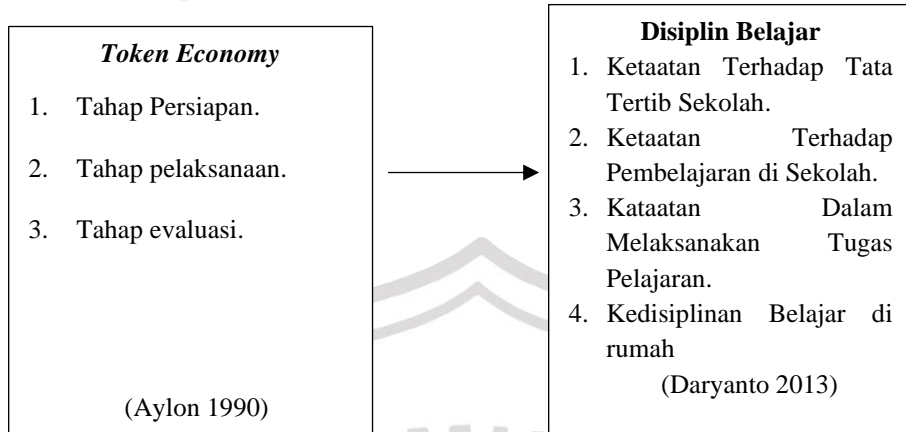 Token Economy
1. Tahap Persiapan.
2. Tahap pelaksanaan.
3. Tahap evaluasi.
(Aylon 1990)
Disiplin Belajar
1. Ketaatan Terhadap Tata
Tertib Sekolah.
2. Ketaatan Terhadap
Pembelajaran di Sekolah.
3. Kataatan Dalam
Melaksanakan Tugas
Pelajaran.
4. Kedisiplinan Belajar di
rumah
(Daryanto 2013)